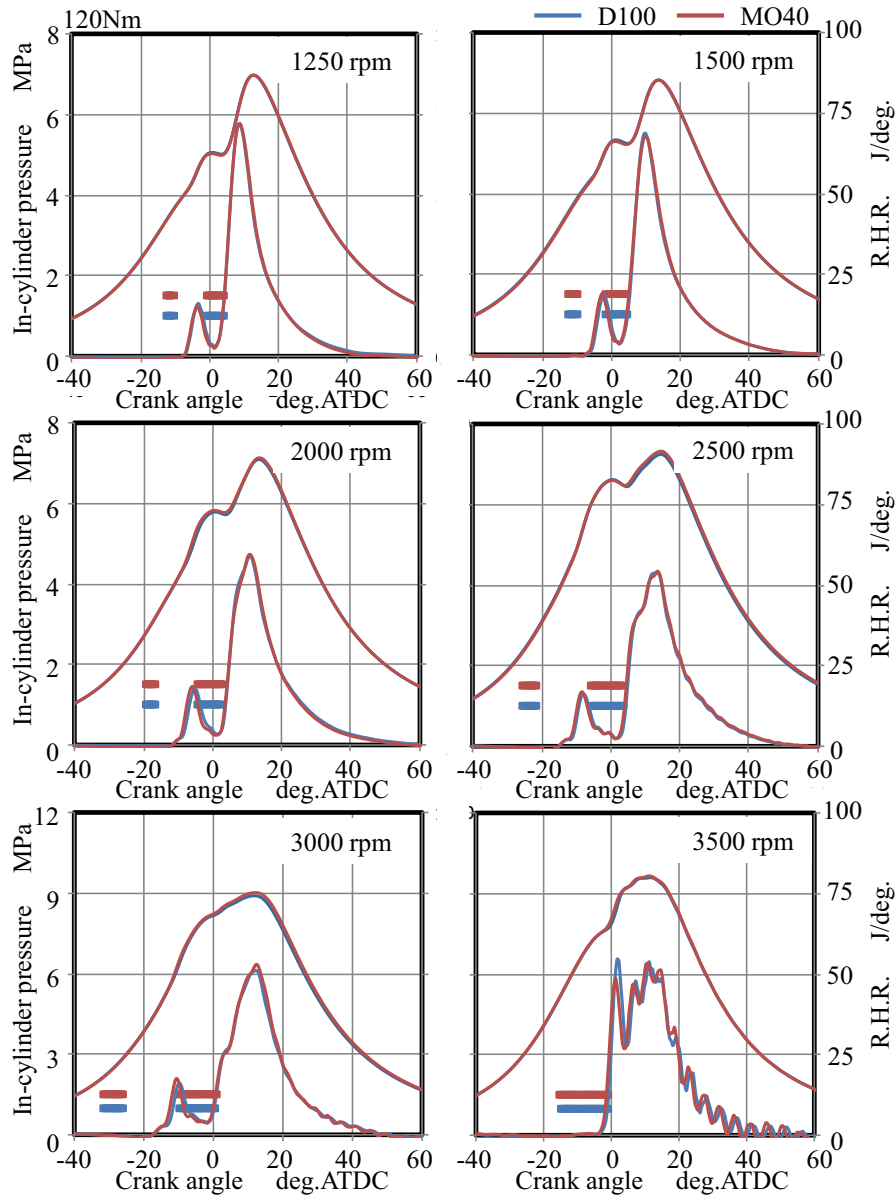 120Nm
D100 MO40
MPa
In-cylinder pressure
8
6
4
2
0
1250 rpm
-40 -20 0 20 40 60
Crank angle deg.ATDC
1500 rpm
100
75
50
25
0
J/deg.
R.H.R.
-40 -20 0 20 40 60
Crank angle deg.ATDC
MPa
In-cylinder pressure
8
6
4
2
0
2000 rpm
-40 -20 0 20 40 60
Crank angle deg.ATDC
2500 rpm
100
75
50
25
0
J/deg.
R.H.R.
-40 -20 0 20 40 60
Crank angle deg.ATDC
MPa
In-cylinder pressure
12
9
6
3
0
3000 rpm
-40 -20 0 20 40 60
Crank angle deg.ATDC
3500 rpm
100
75
50
25
0
J/deg.
R.H.R.
-40 -20 0 20 40 60
Crank angle deg.ATDC